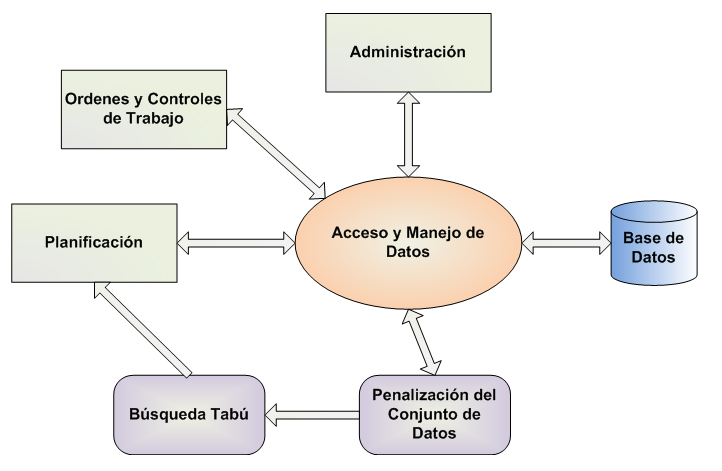 Administración
Ordenes y Controles
de Trabajo
Acceso y Manejo de
Datos
Base de
Datos
Planificación
Búsqueda Tabú
Penalización del
Conjunto de
Datos